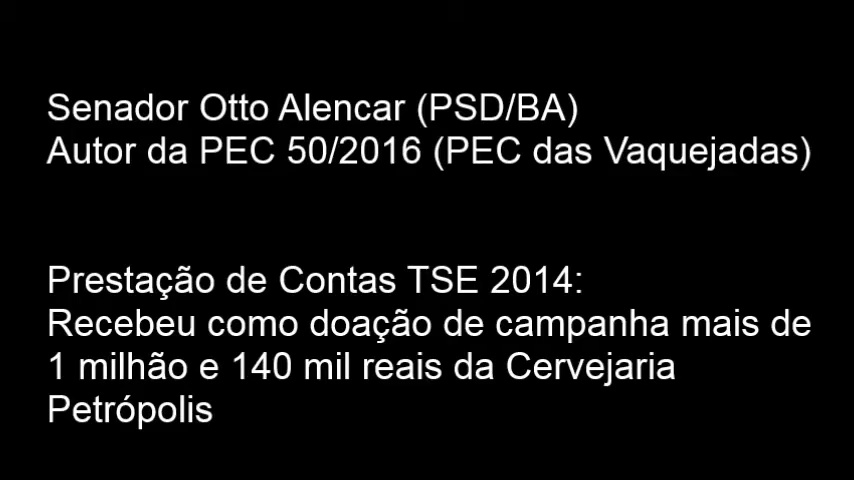 Senador Otto Alencar (PSD/BA)
Autor da PEC 50/2016 (PEC das Vaquejadas)
Prestação de Contas TSE 2014:
Recebeu como doação de campanha mais de
1 milhão e 140 mil reais da Cervejaria
Petrópolis